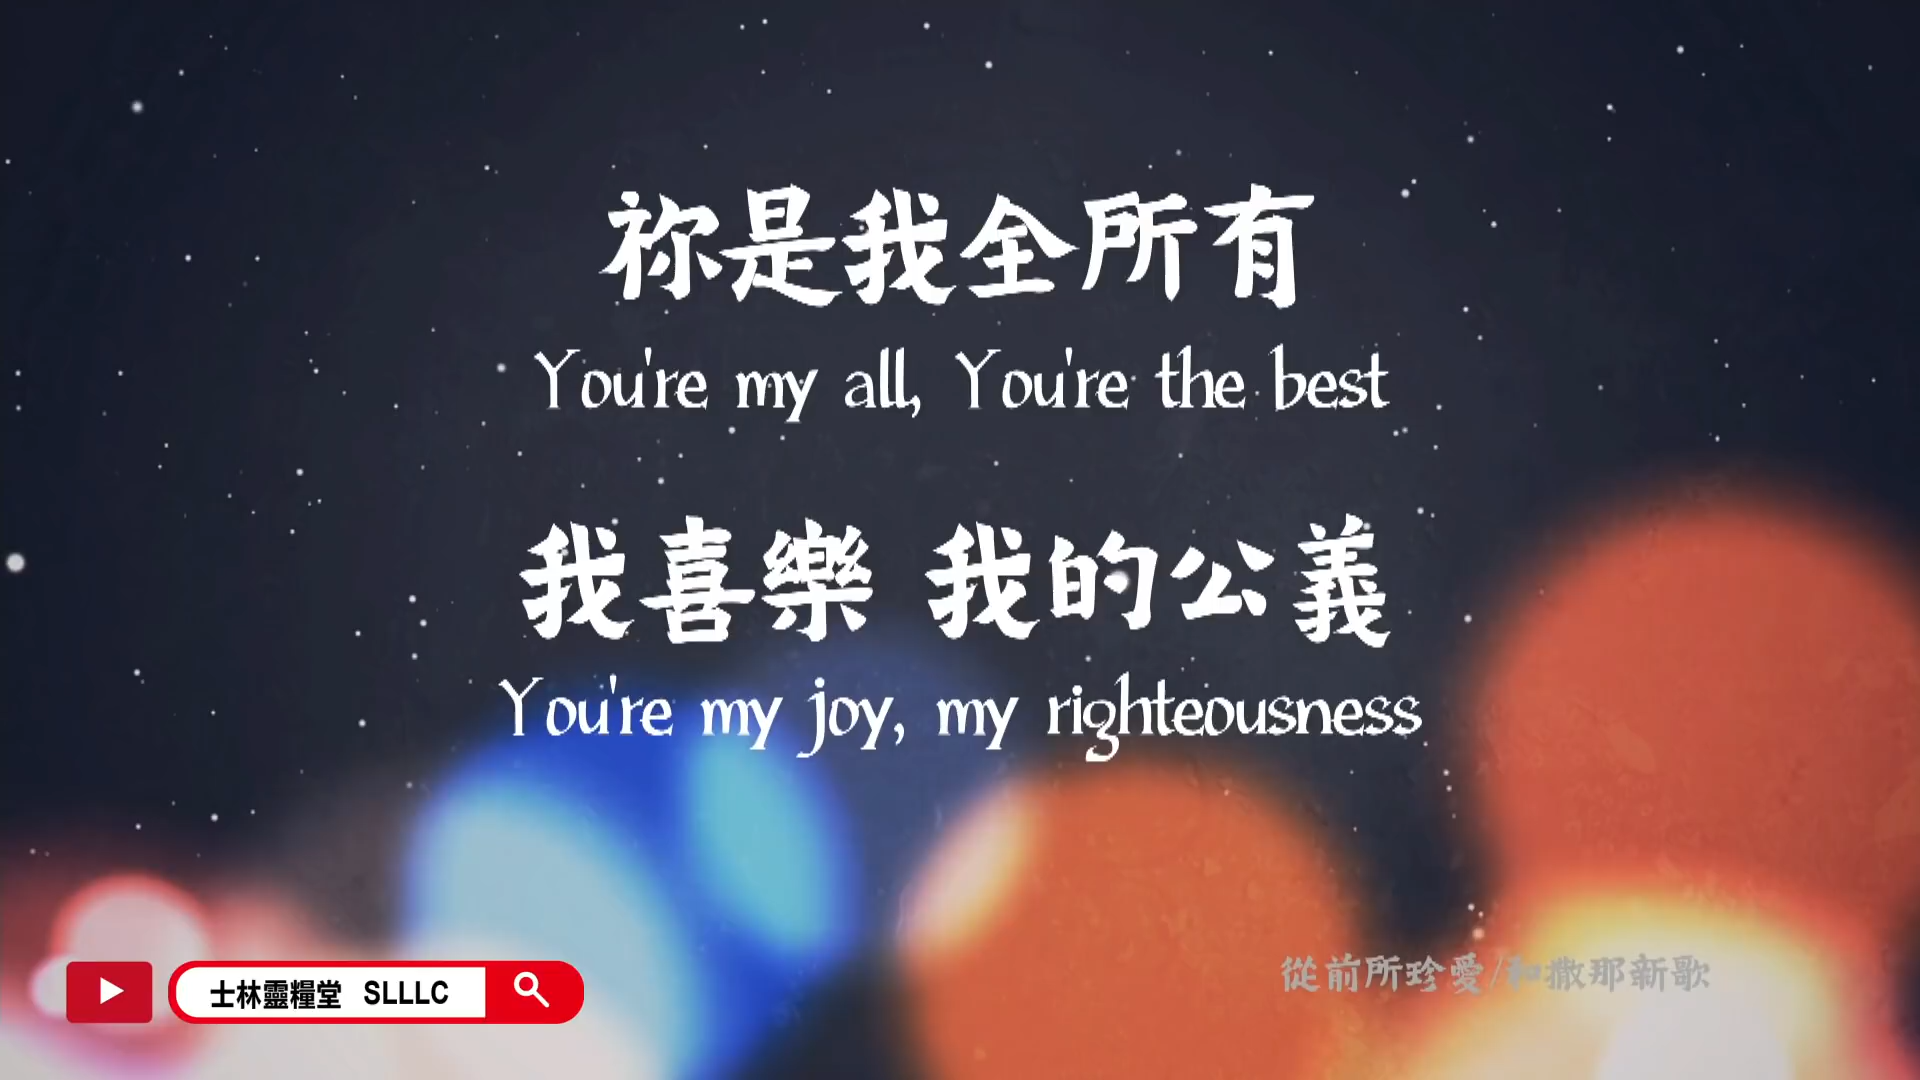 祢是我全所有
You're my all, You're the best
我喜樂 我的公義
You're my joy, my righteousness
從前所珍愛/和撒那新歌
士林靈糧堂 SLLLC